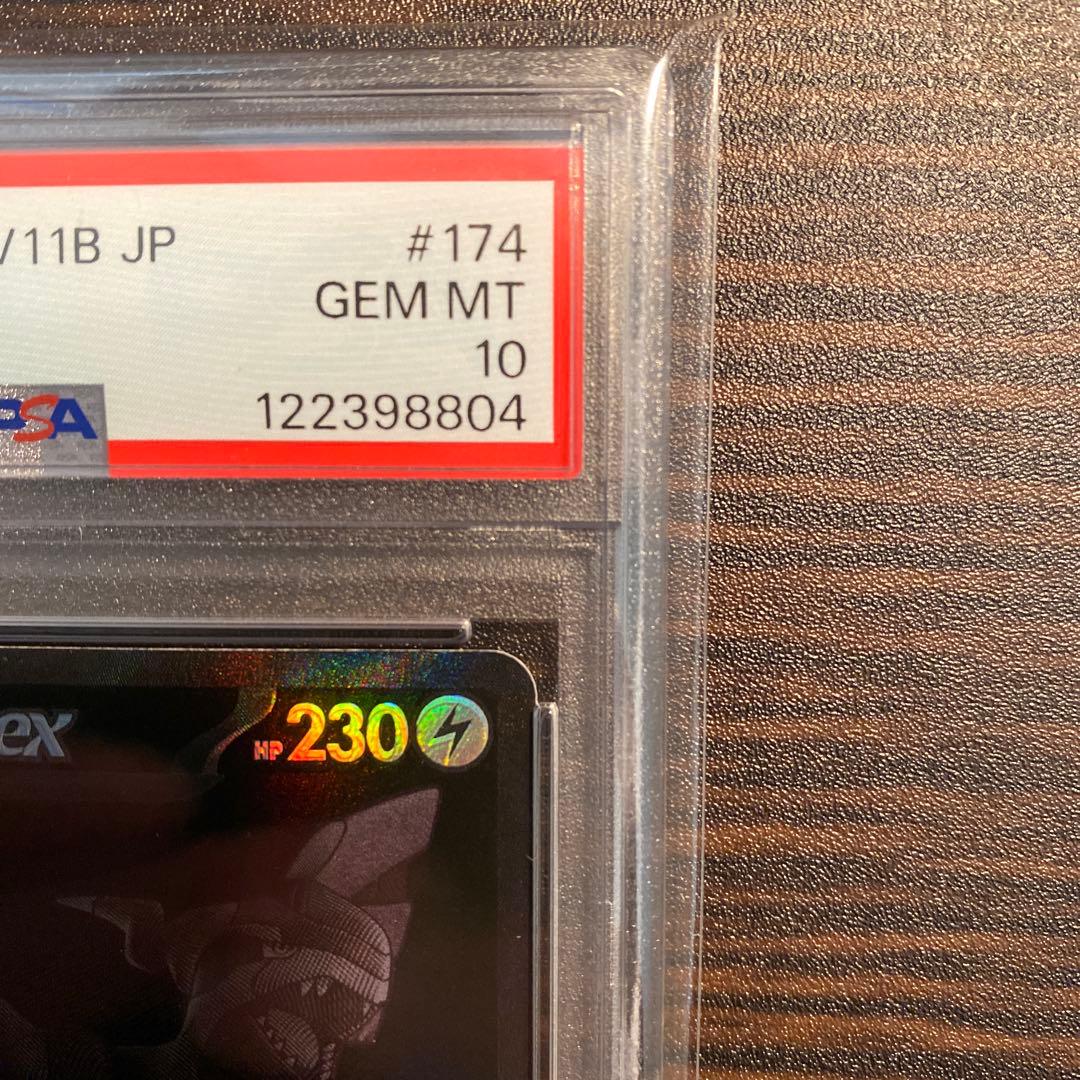 /11B JP #174
GEM MT
10
122398804
PSA
ex HP 230